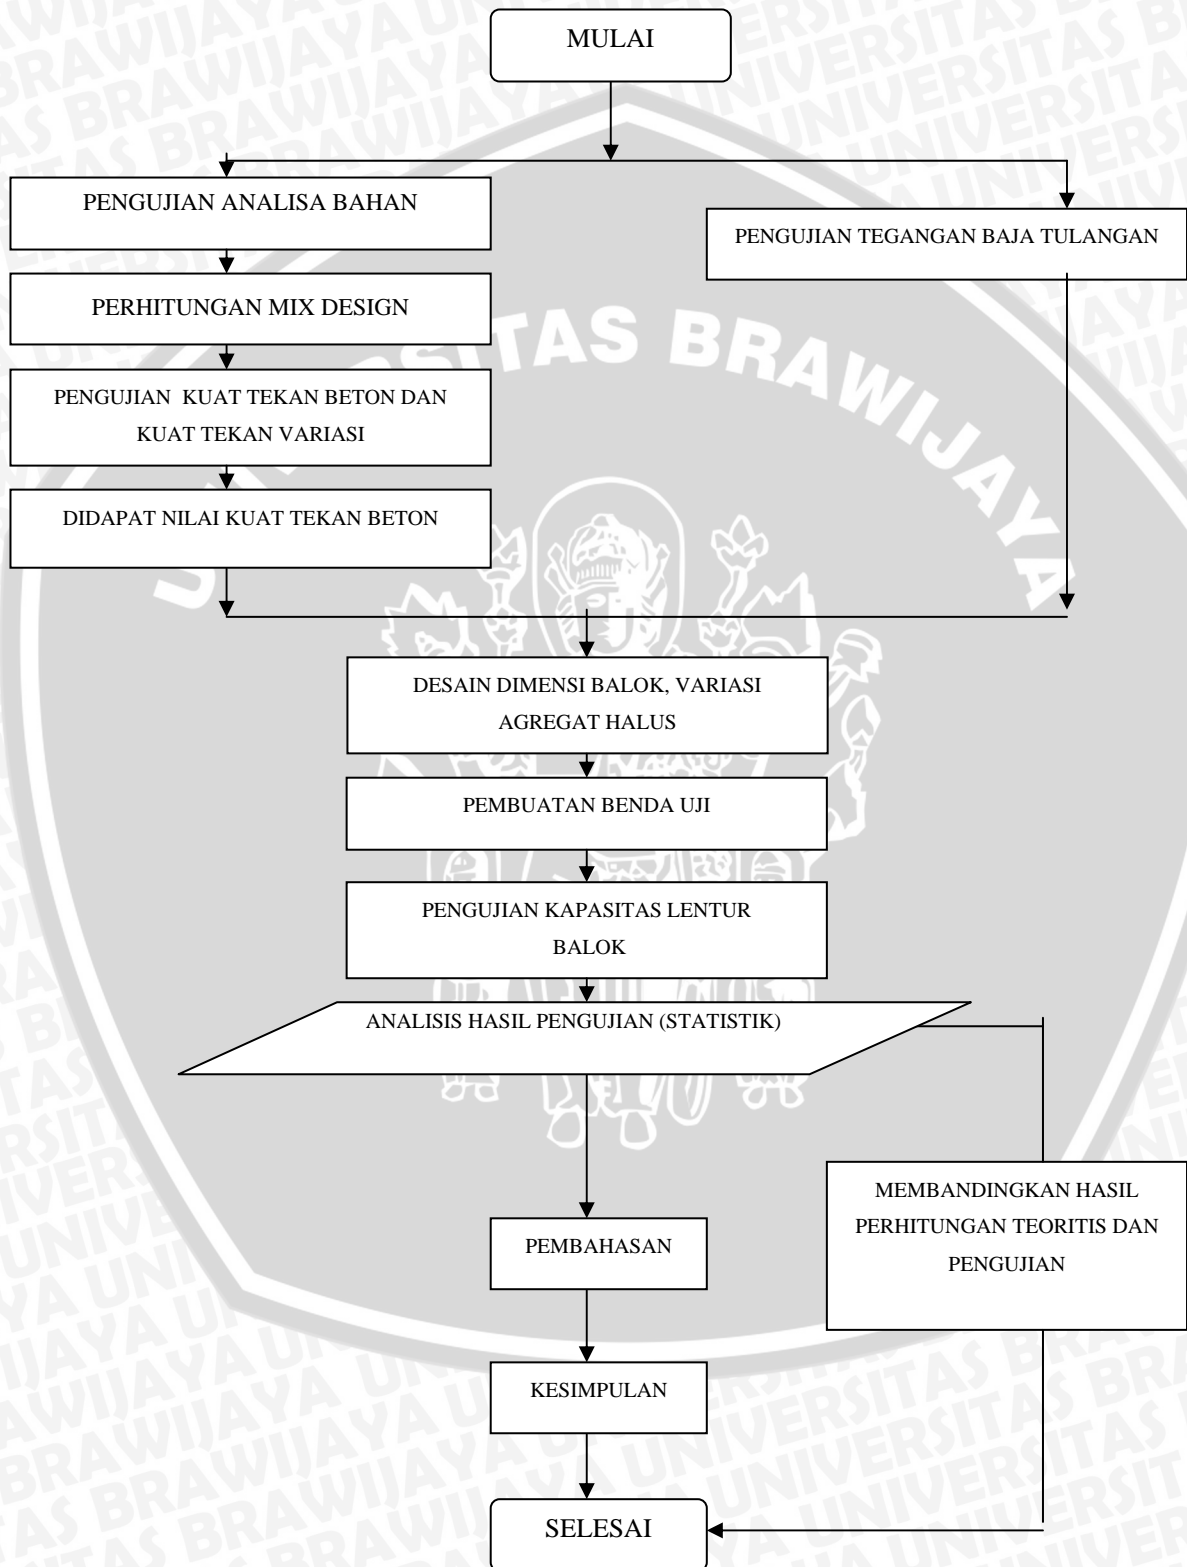 MULAI
PENGUJIAN ANALISA BAHAN
PENGUJIAN TEGANGAN BAJA TULANGAN
PERHITUNGAN MIX DESIGN
PENGUJIAN KUAT TEKAN BETON DAN
KUAT TEKAN VARIASI
DIDAPAT NILAI KUAT TEKAN BETON
DESAIN DIMENSI BALOK, VARIASI
AGREGAT HALUS
PEMBUATAN BENDA UJI
PENGUJIAN KAPASITAS LENTUR
BALOK
ANALISIS HASIL PENGUJIAN (STATISTIK)
MEMBANDINGKAN HASIL
PERHITUNGAN TEORITIS DAN
PENGUJIAN
PEMBAHASAN
KESIMPULAN
SELESAI
UNIVERSITAS BRAWIJAYA